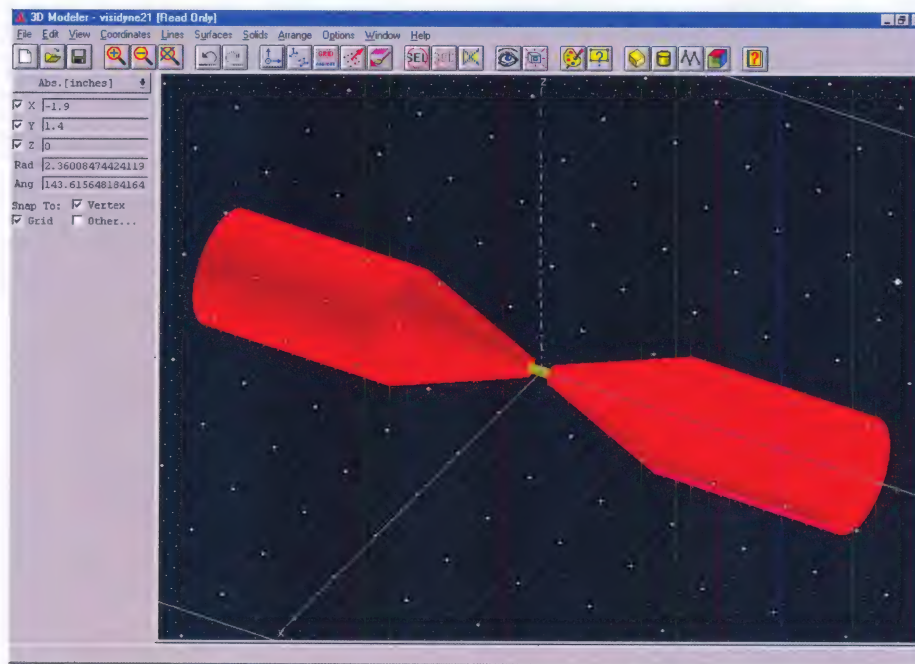 3D Modeler - visidyne21 [Read Only]
File Edit View Coordinates Lines Surfaces Solids Arrange Options Window Help
GRID SEL
Abs.[inches]
X -1.9
Y 1.4
Z 0
Rad 2.36008474424119
Ang 143.615648184164
Snap To: Vertex
Grid Other...
Z
X